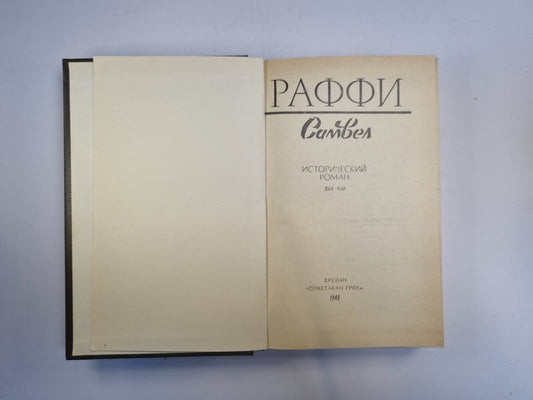 РАФФИ
Самвел
ИСТОРИЧЕСКИЙ
РОМАН
ЕРЕВАН
«СОВЕТАКАН ГРОХ»